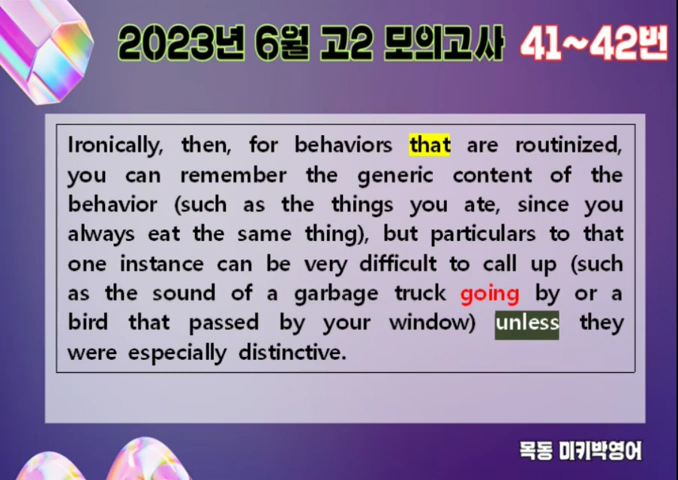 2023년 6월 고2 모의고사 41~42번
Ironically, then, for behaviors that are routinized,
you can remember the generic content of the
behavior (such as the things you ate, since you
always eat the same thing), but particulars to that
one instance can be very difficult to call up (such
as the sound of a garbage truck going by or a
bird that passed by your window) unless they
were especially distinctive.
목동 미키박영어